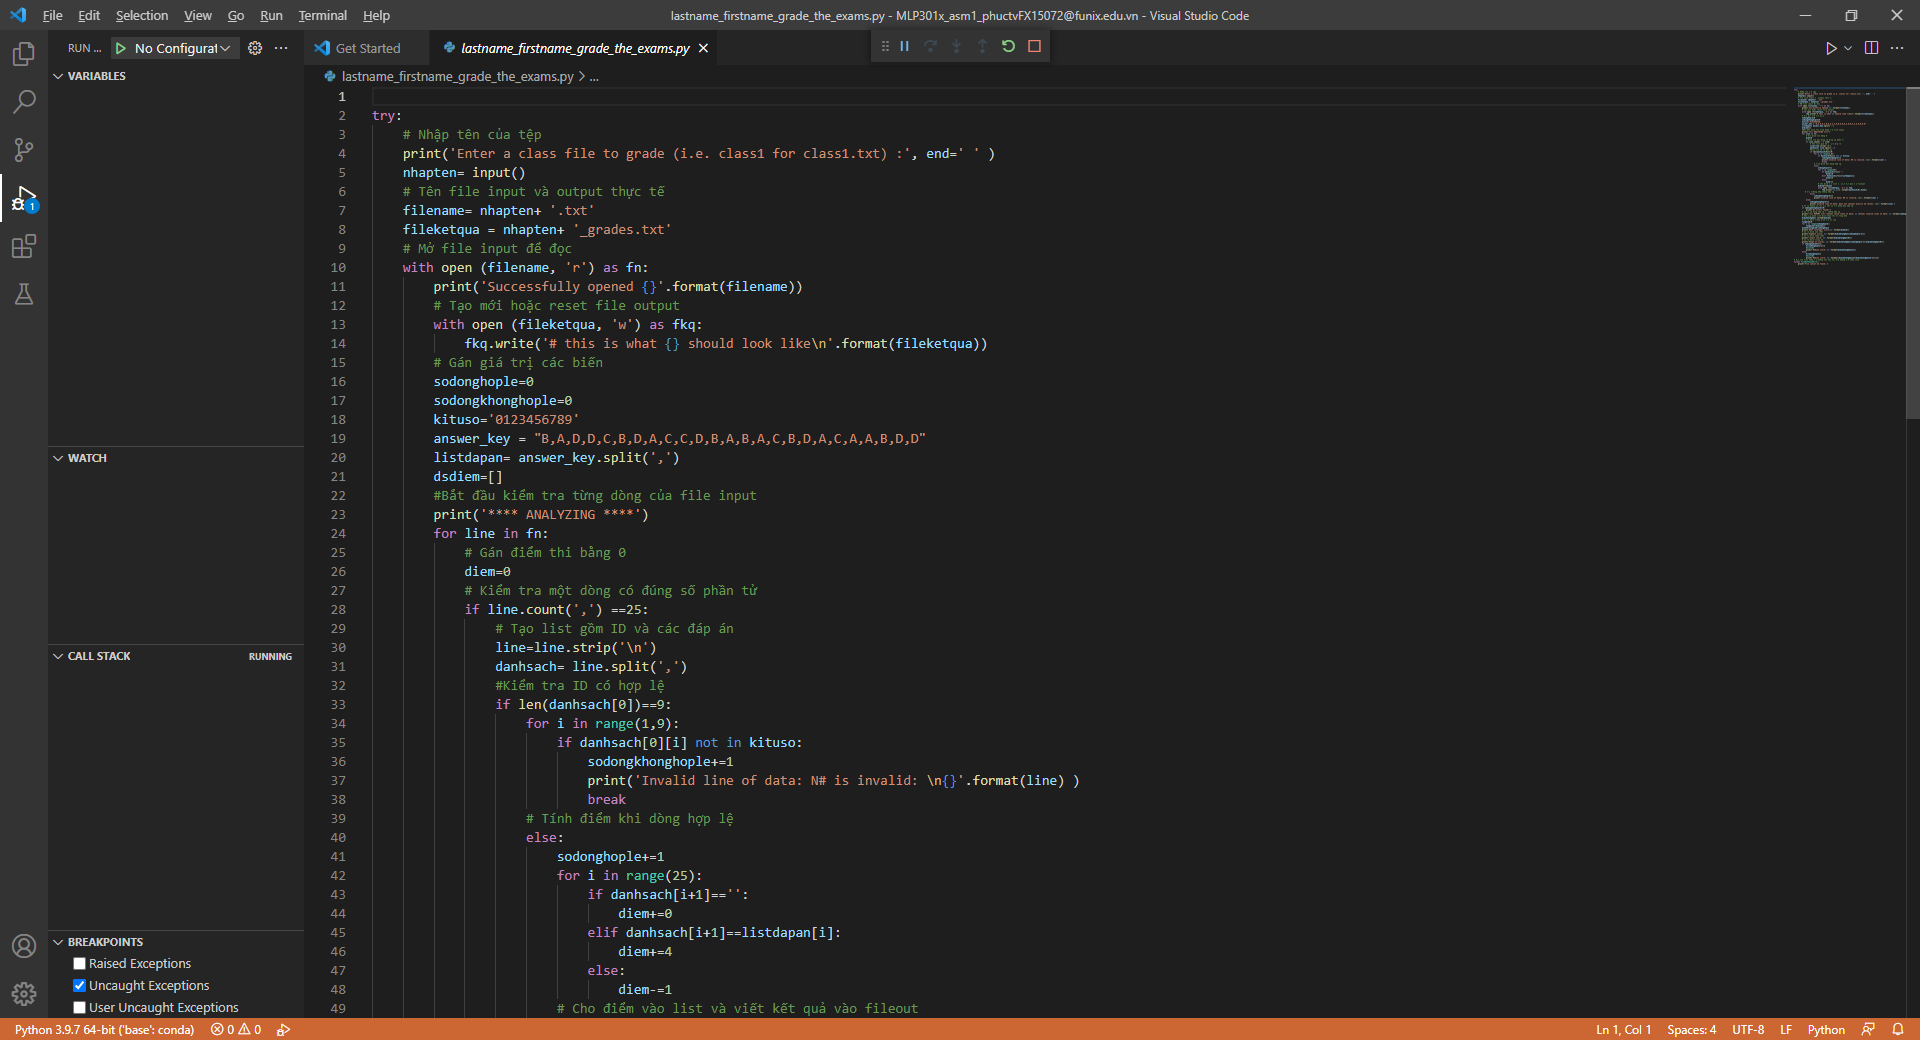 File Edit Selection View Go Run Terminal Help
lastname_firstname_grade_the_exams.py - MLP301x_asm1_phuctvFX15072@funix.edu.vn - Visual Studio Code
RUN ... No Configurat
Get Started
lastname_firstname_grade_the_exams.py
VARIABLES
WATCH
CALL STACK RUNNING
BREAKPOINTS
Raised Exceptions
Uncaught Exceptions
User Uncaught Exceptions
1
lastname_firstname_grade_the_exams.py > ...
1
2 try:
3 # Nhập tên của tệp
4 print('Enter a class file to grade (i.e. class1 for class1.txt) :', end=' ' )
5 nhapten= input()
6 # Tên file input và output thực tế
7 filename= nhapten+ '.txt'
8 fileketqua = nhapten+ '_grades.txt'
9 # Mở file input để đọc
10 with open (filename, 'r') as fn:
11 print('Successfully opened {}'.format(filename))
12 # Tạo mới hoặc reset file output
13 with open (fileketqua, 'w') as fkq:
14 fkq.write('# this is what {} should look like\n'.format(fileketqua))
15 # Gán giá trị các biến
16 sodonghople=0
17 sodongkhonghople=0
18 kituso='0123456789'
19 answer_key = "B,A,D,D,C,B,D,A,C,C,D,B,A,B,A,C,B,D,A,C,A,A,B,D,D"
20 listdapan= answer_key.split(',')
21 dsdiem=[]
22 #Bắt đầu kiểm tra từng dòng của file input
23 print('**** ANALYZING ****')
24 for line in fn:
25 # Gán điểm thi bằng 0
26 diem=0
27 # Kiểm tra một dòng có đúng số phần tử
28 if line.count(',') ==25:
29 # Tạo list gồm ID và các đáp án
30 line=line.strip('\n')
31 danhsach= line.split(',')
32 #Kiểm tra ID có hợp lệ
33 if len(danhsach[0])==9:
34 for i in range(1,9):
35 if danhsach[0][i] not in kituso:
36 sodongkhonghople+=1
37 print('Invalid line of data: N# is invalid: \n{}'.format(line) )
38 break
39 # Tính điểm khi dòng hợp lệ
40 else:
41 sodonghople+=1
42 for i in range(25):
43 if danhsach[i+1]=='':
44 diem+=0
45 elif danhsach[i+1]==listdapan[i]:
46 diem+=4
47 else:
48 diem-=1
49 # Cho điểm vào list và viết kết quả vào fileout
Python 3.9.7 64-bit ('base': conda) 0 0
Ln 1, Col 1 Spaces: 4 UTF-8 LF Python